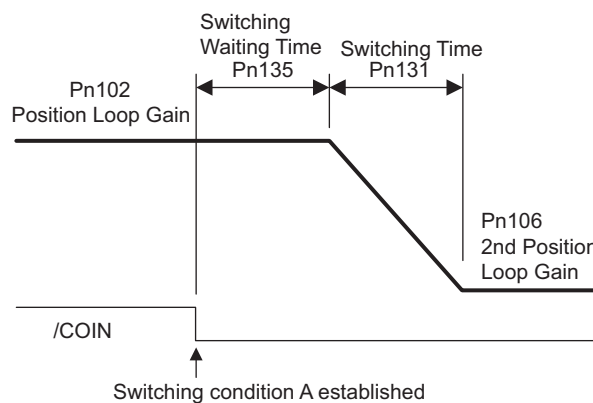 Switching
Waiting Time
Pn135
Switching Time
Pn131
Pn102
Position Loop Gain
Pn106
2nd Position
Loop Gain
/COIN
Switching condition A established